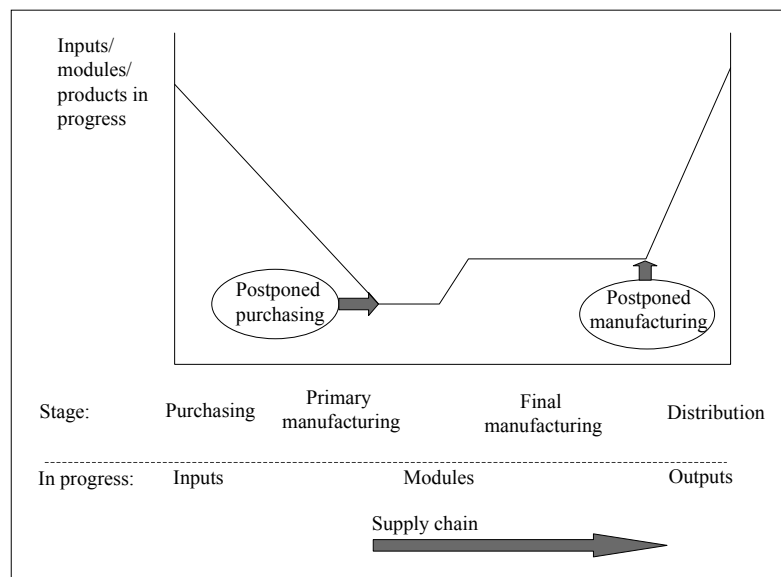 Inputs/
modules/
products in
progress
Postponed
purchasing
Postponed
manufacturing
Stage:
Purchasing
Primary
manufacturing
Final
manufacturing
Distribution
In progress:
Inputs
Modules
Outputs
Supply chain